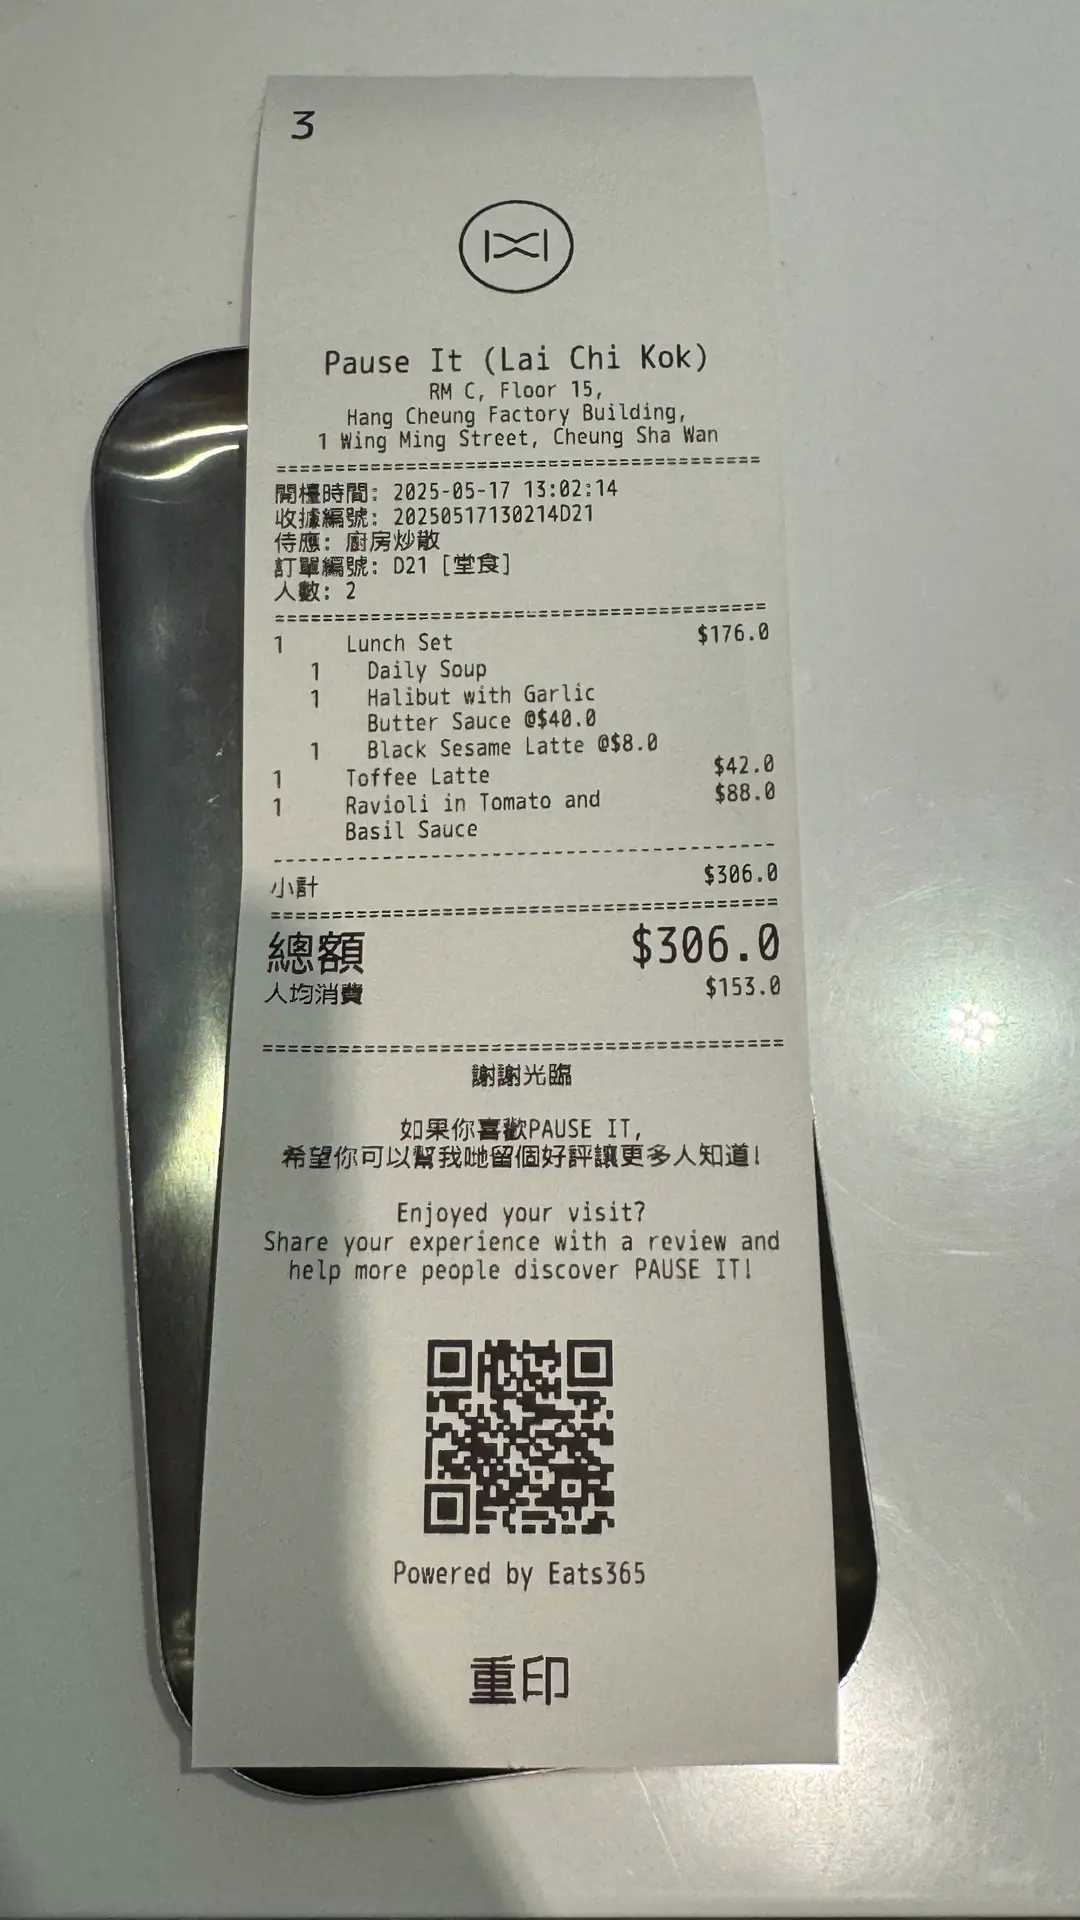 3
Pause It (Lai Chi Kok)
RM C, Floor 15,
Hang Cheung Factory Building,
1 Wing Ming Street, Cheung Sha Wan
=========================================
開檯時間: 2025-05-17 13:02:14
收據編號: 20250517130214D21
侍應: 廚房炒散
訂單編號: D21 [堂食]
人數: 2
=========================================
1 Lunch Set $176.0
1 Daily Soup
1 Halibut with Garlic
Butter Sauce @$40.0
1 Black Sesame Latte @$8.0
1 Toffee Latte $42.0
1 Ravioli in Tomato and $88.0
Basil Sauce
-----------------------------------------
小計 $306.0
=========================================
總額 $306.0
人均消費 $153.0
=========================================
謝謝光臨
如果你喜歡PAUSE IT,
希望你可以幫我哋留個好評讓更多人知道!
Enjoyed your visit?
Share your experience with a review and
help more people discover PAUSE IT!
Powered by Eats365
重印